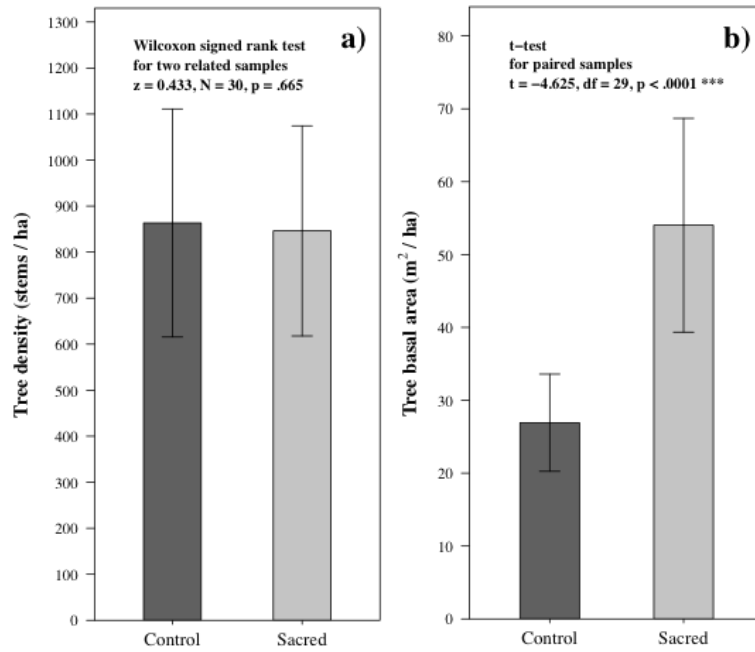 a)
Wilcoxon signed rank test
for two related samples
z = 0.433, N = 30, p = .665
Tree density (stems / ha)
1300
1200
1100
1000
900
800
700
600
500
400
300
200
100
0
Control Sacred
b)
t−test
for paired samples
t = −4.625, df = 29, p < .0001 ***
Tree basal area (m² / ha)
80
70
60
50
40
30
20
10
0
Control Sacred